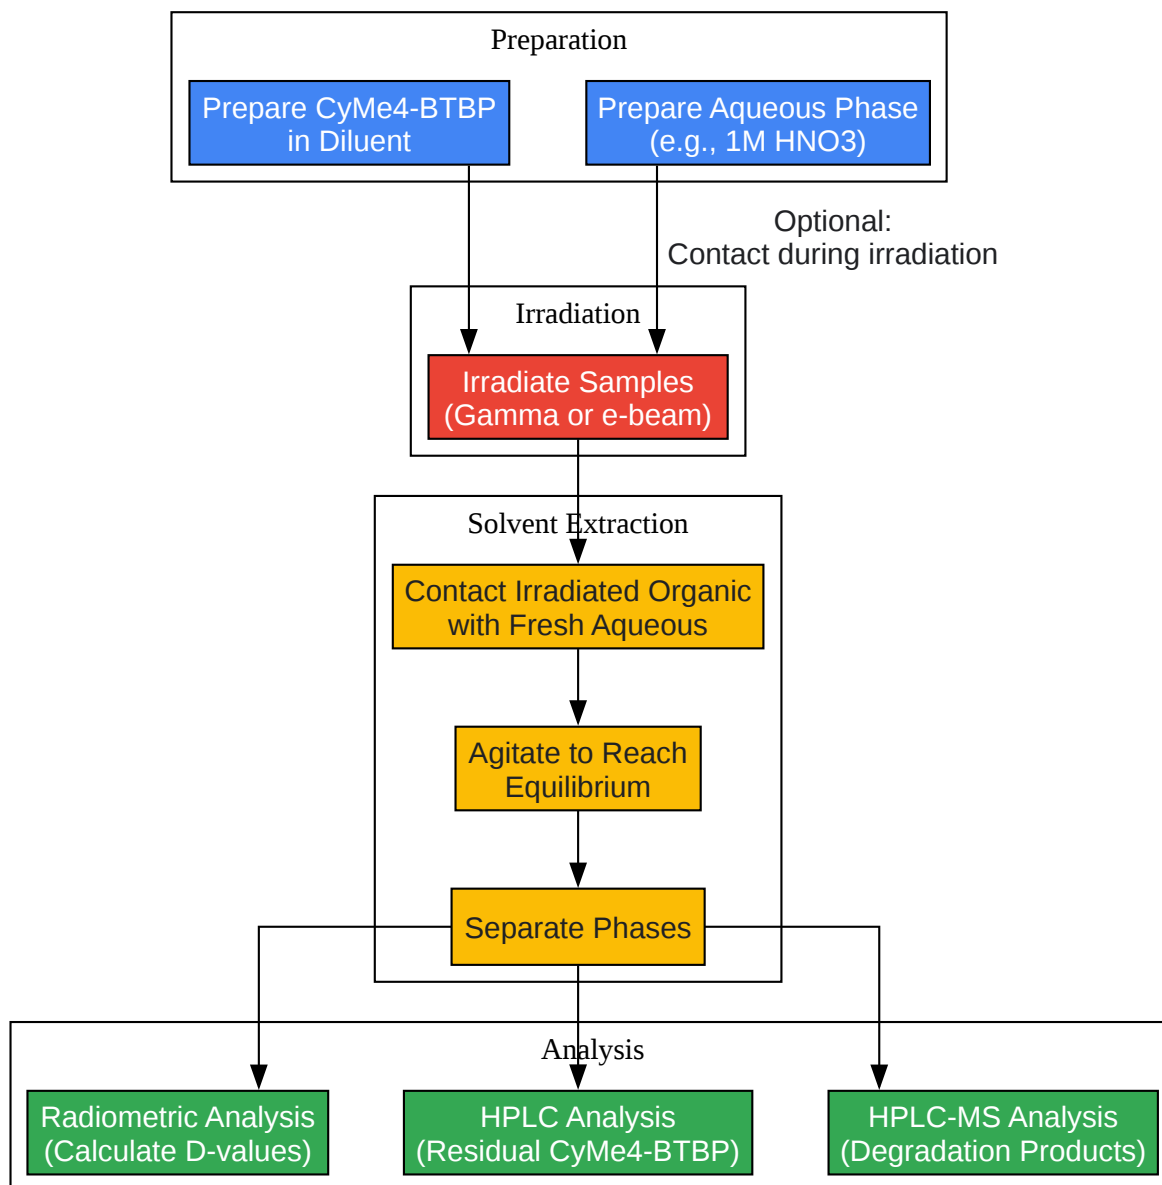 Preparation
Prepare CyMe4-BTBP
in Diluent
Prepare Aqueous Phase
(e.g., 1M HNO3)
Optional:
Contact during irradiation
Irradiation
Irradiate Samples
(Gamma or e-beam)
Solvent Extraction
Contact Irradiated Organic
with Fresh Aqueous
Agitate to Reach
Equilibrium
Separate Phases
Analysis
Radiometric Analysis
(Calculate D-values)
HPLC Analysis
(Residual CyMe4-BTBP)
HPLC-MS Analysis
(Degradation Products)